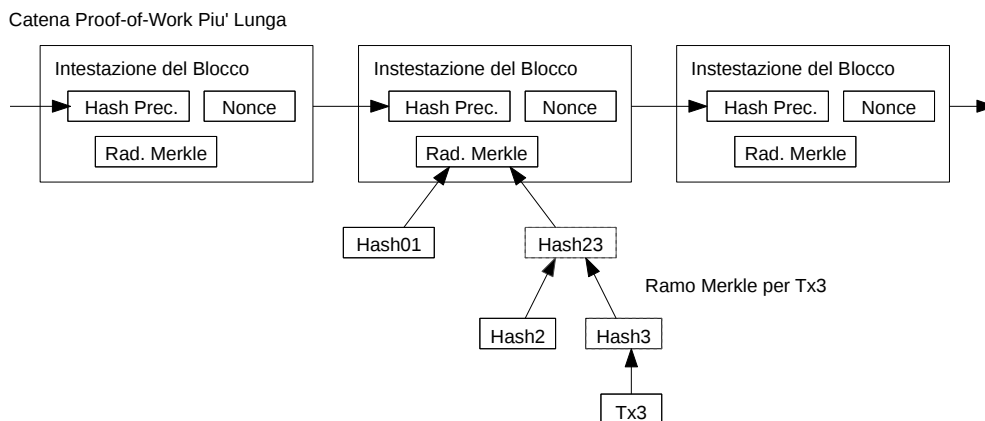 Catena Proof-of-Work Piu' Lunga
Intestazione del Blocco
Hash Prec.
Nonce
Rad. Merkle
Instestazione del Blocco
Hash Prec.
Nonce
Rad. Merkle
Instestazione del Blocco
Hash Prec.
Nonce
Rad. Merkle
Hash01
Hash23
Ramo Merkle per Tx3
Hash2
Hash3
Tx3